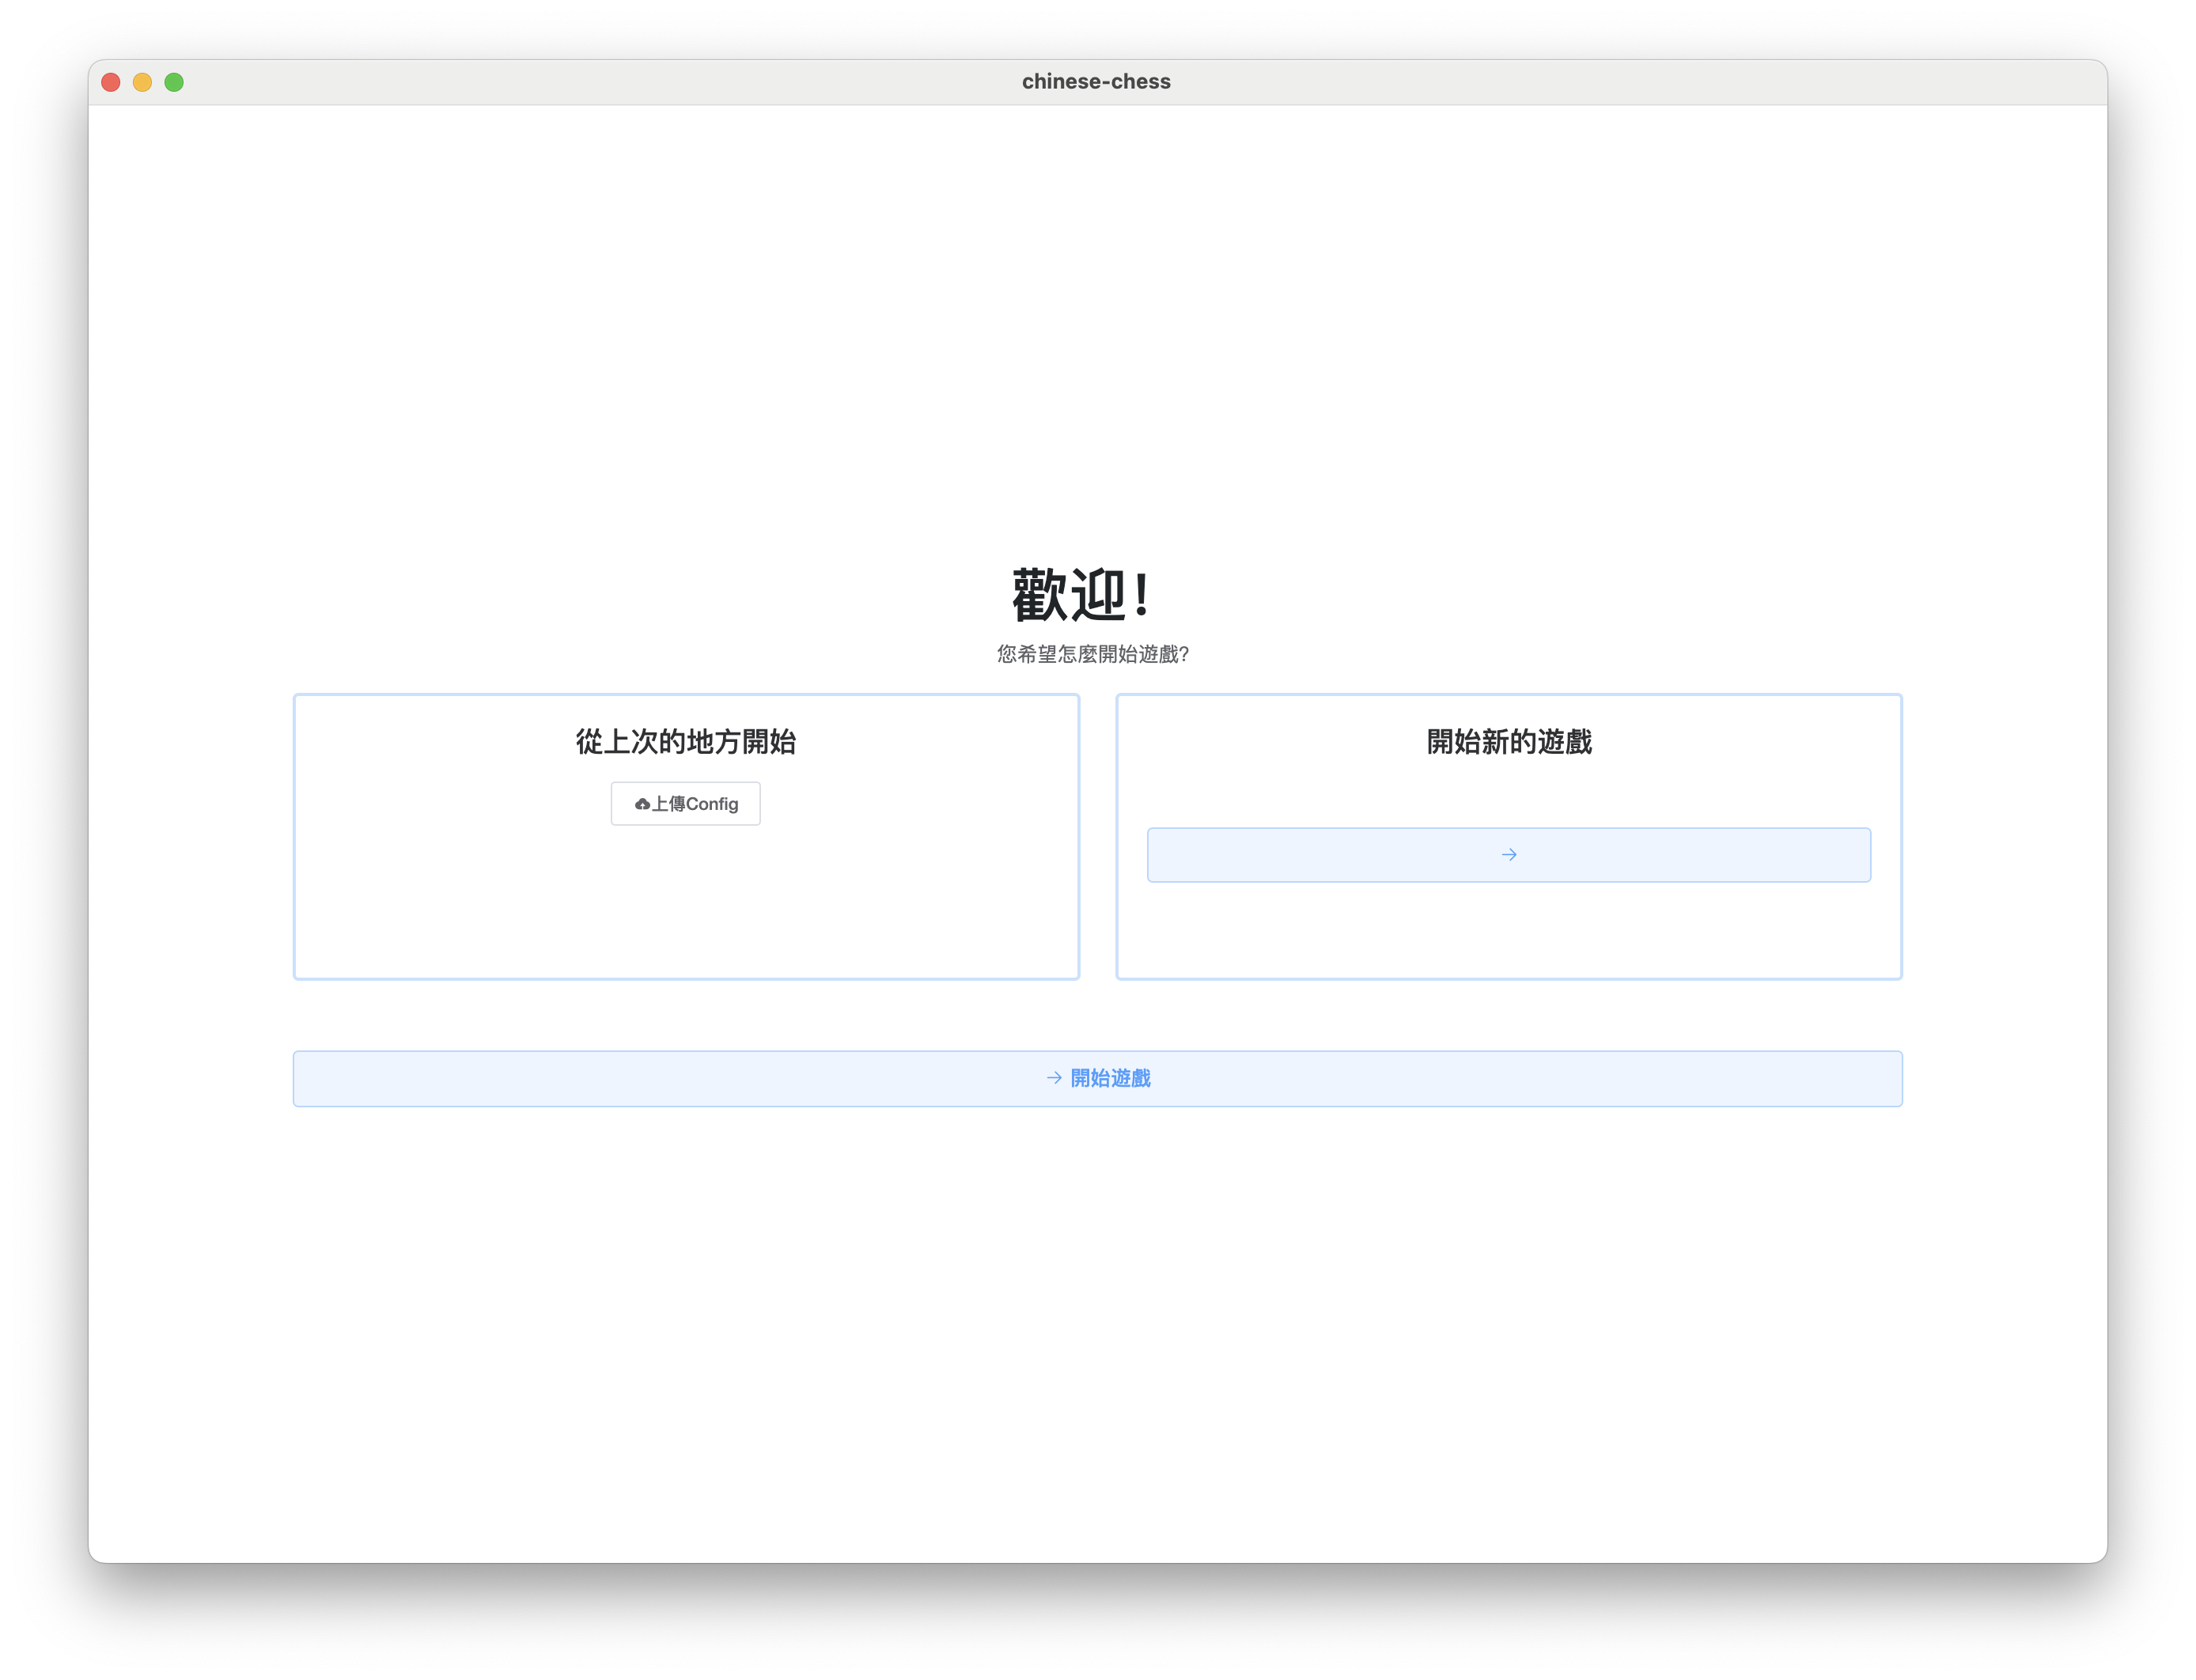 chinese-chess
歡迎!
您希望怎麼開始遊戲?
從上次的地方開始
上傳Config
開始新的遊戲
開始遊戲